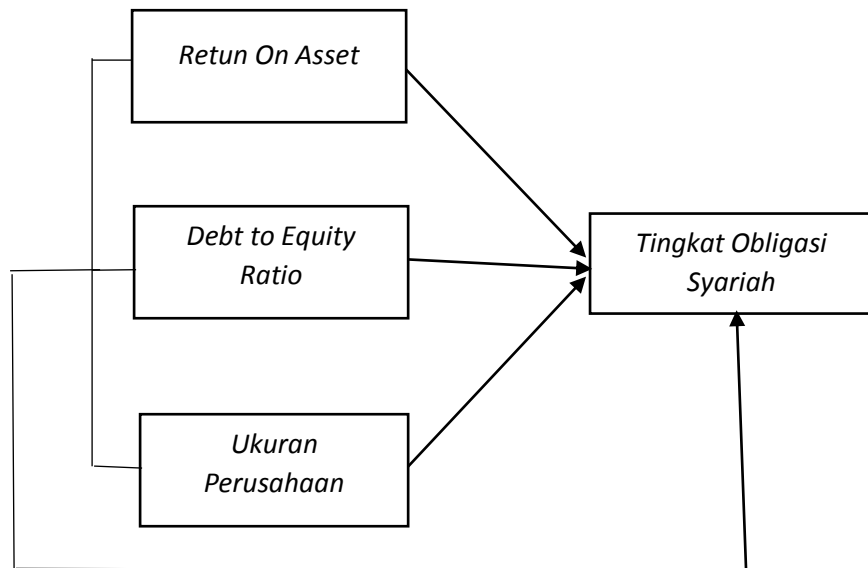 Retun On Asset
Debt to Equity
Ratio
Tingkat Obligasi
Syariah
Ukuran
Perusahaan